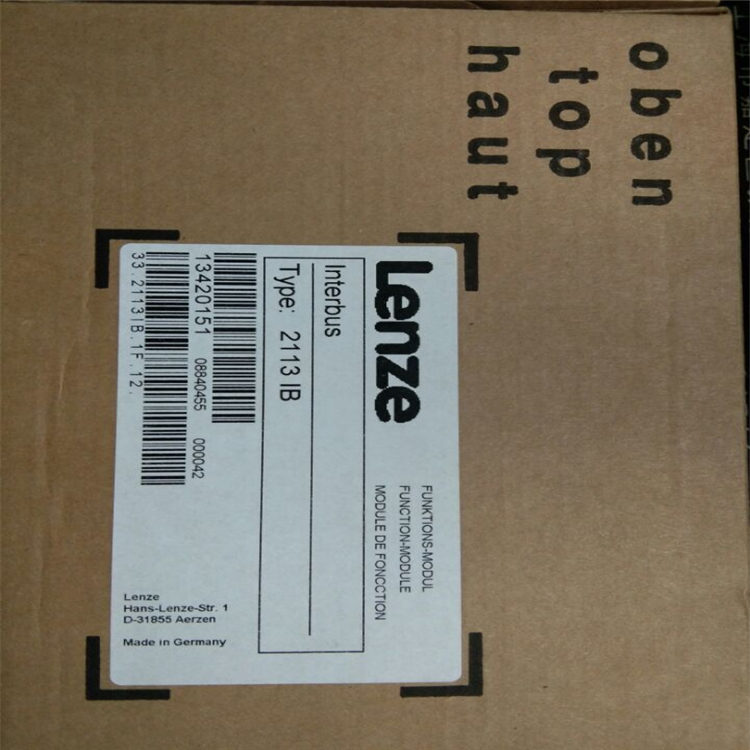 oben
top
haut
Lenze
FUNKTIONS-MODUL
FUNCTION-MODULE
MODULE DE FONCCTION
Interbus
Type: 2113 IB
13420151 08840455 000042
33.2113IB.1F.12.
Lenze
Hans-Lenze-Str. 1
D-31855 Aerzen
Made in Germany